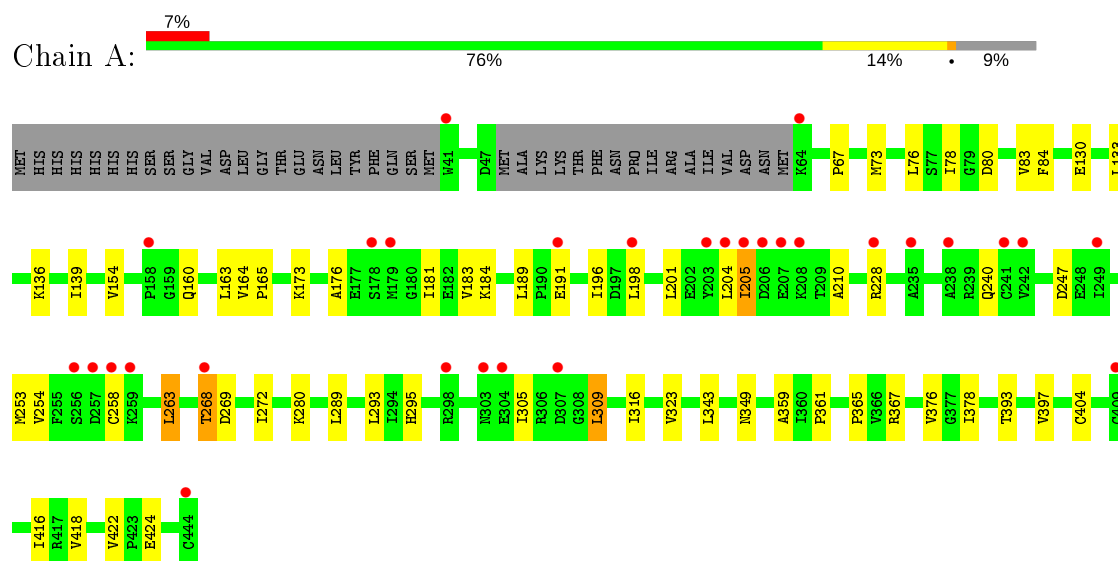 7%
Chain A:
76% 14% • 9%
MET HIS HIS HIS HIS HIS HIS SER SER GLY VAL ASP LEU GLY THR GLU ASN LEU TYR PHE GLN SER MET W41 D47 MET ALA LYS LYS THR PHE ASN PRO ILE ARG ALA ILE VAL ASP ASN MET K64 P67 M73 L76 S77 I78 G79 D80 V83 F84 E130 L133
K136 I139 V154 P158 G159 Q160 L163 V164 P165 K173 A176 E177 S178 M179 G180 I181 E182 V183 K184 L189 P190 E191 I196 D197 L198 L201 E202 Y203 L204 I205 D206 E207 K208 T209 A210 R228 A235 A238 R239 Q240 C241 V242 D247 E248 I249
M253 V254 F255 S256 D257 C258 K259 L263 T268 D269 I272 K280 L289 L293 I294 H295 R298 N303 E304 I305 R306 D307 G308 L309 I316 V323 L343 N349 A359 I360 P361 P365 V366 R367 V376 G377 I378 T393 V397 C404 C409
I416 R417 V418 V422 P423 E424 C444